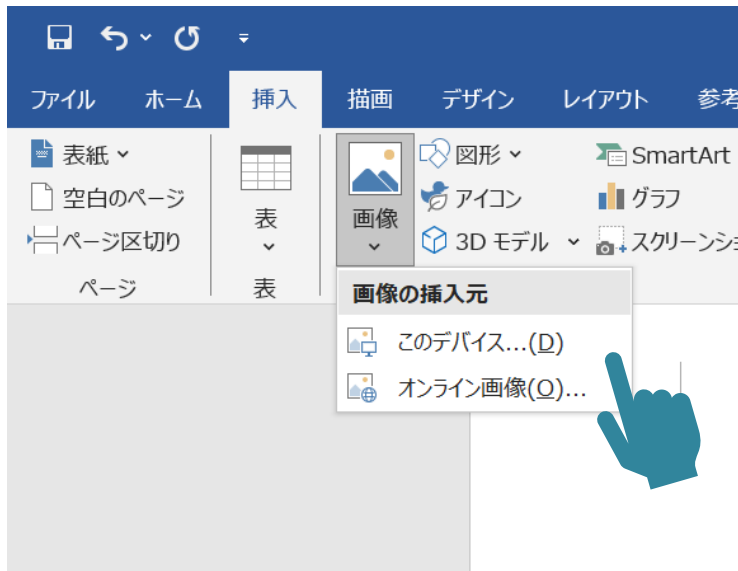 ファイル ホーム 挿入 描画 デザイン レイアウト 参考
表紙
空白のページ
ページ区切り
ページ
表
表
画像
図形
アイコン
3D モデル
SmartArt
グラフ
スクリーンショ
画像の挿入元
このデバイス...(D)
オンライン画像(O)...